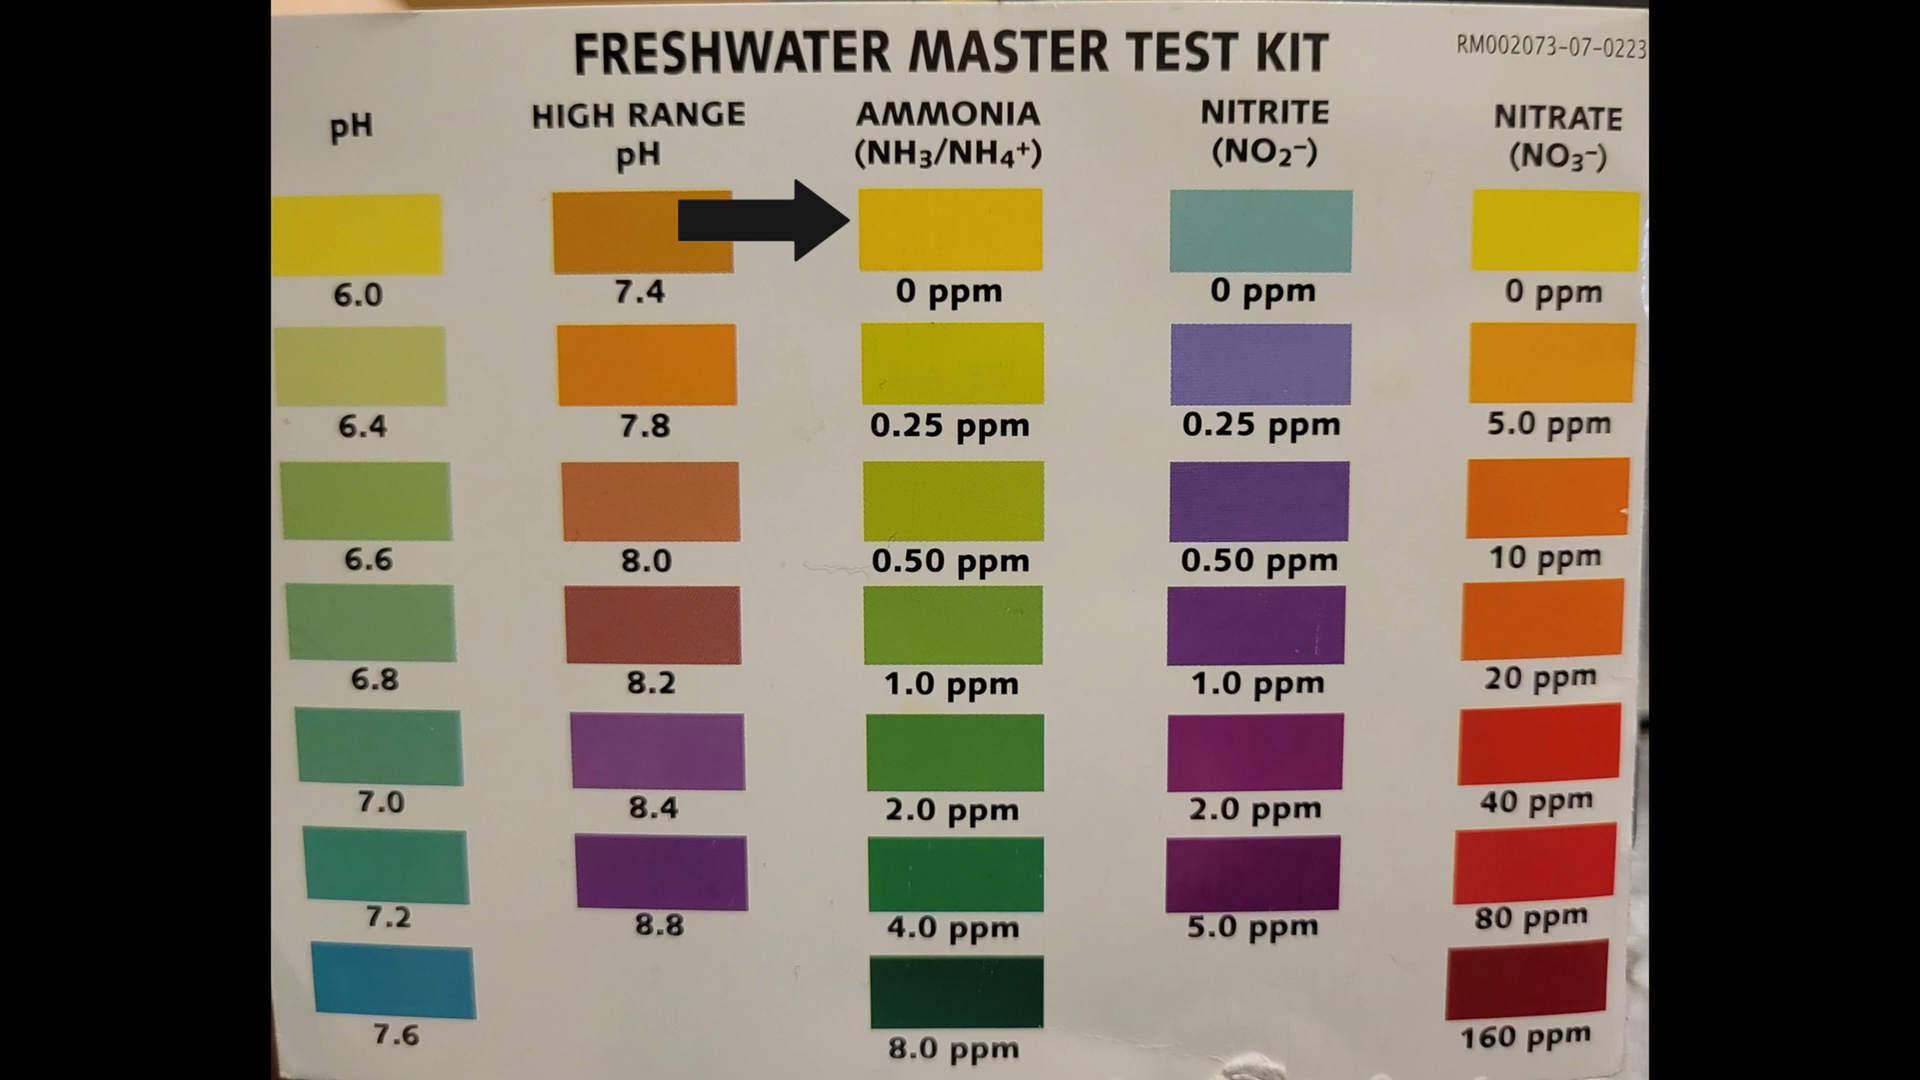 FRESHWATER MASTER TEST KIT
RM002073-07-0223
pH
HIGH RANGE
pH
AMMONIA
(NH₃/NH₄⁺)
NITRITE
(NO₂⁻)
NITRATE
(NO₃⁻)
6.0 7.4 0 ppm 0 ppm 0 ppm
6.4 7.8 0.25 ppm 0.25 ppm 5.0 ppm
6.6 8.0 0.50 ppm 0.50 ppm 10 ppm
6.8 8.2 1.0 ppm 1.0 ppm 20 ppm
7.0 8.4 2.0 ppm 2.0 ppm 40 ppm
7.2 8.8 4.0 ppm 5.0 ppm 80 ppm
7.6 8.0 ppm 160 ppm